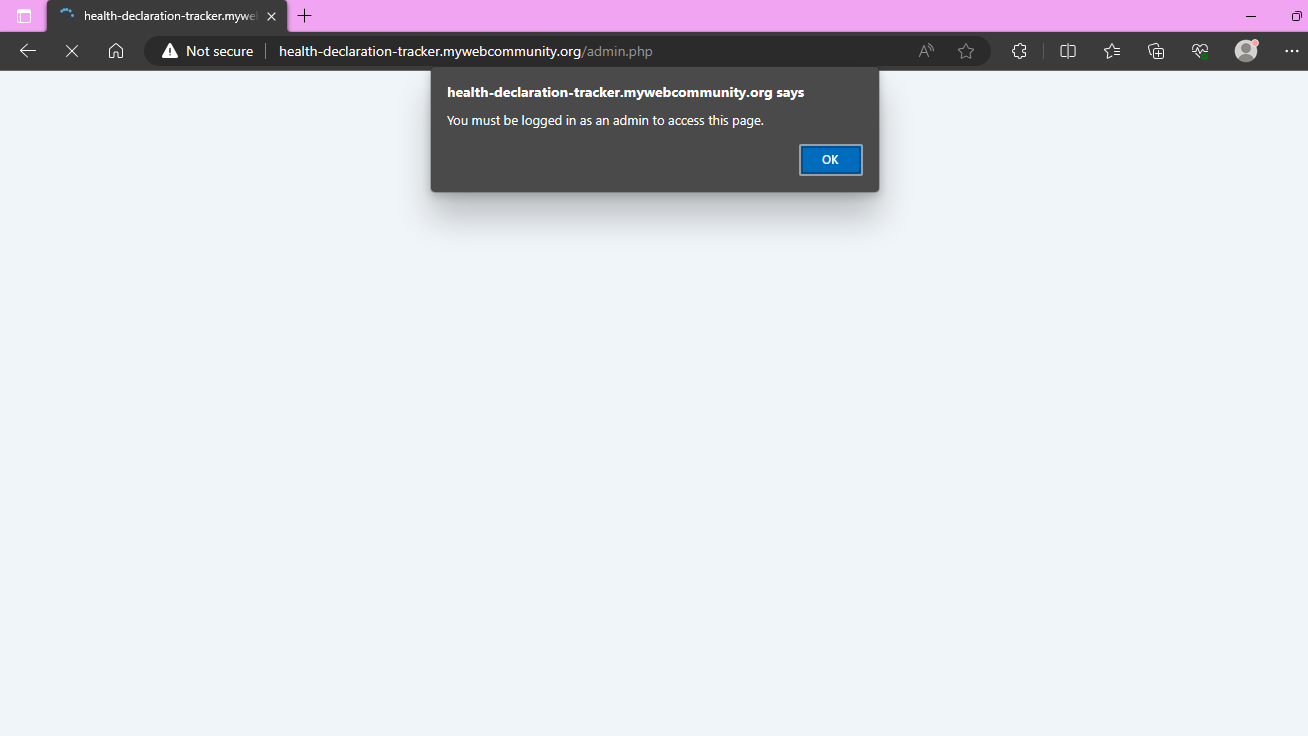 health-declaration-tracker.mywe
Not secure
health-declaration-tracker.mywebcommunity.org/admin.php
health-declaration-tracker.mywebcommunity.org says
You must be logged in as an admin to access this page.
OK